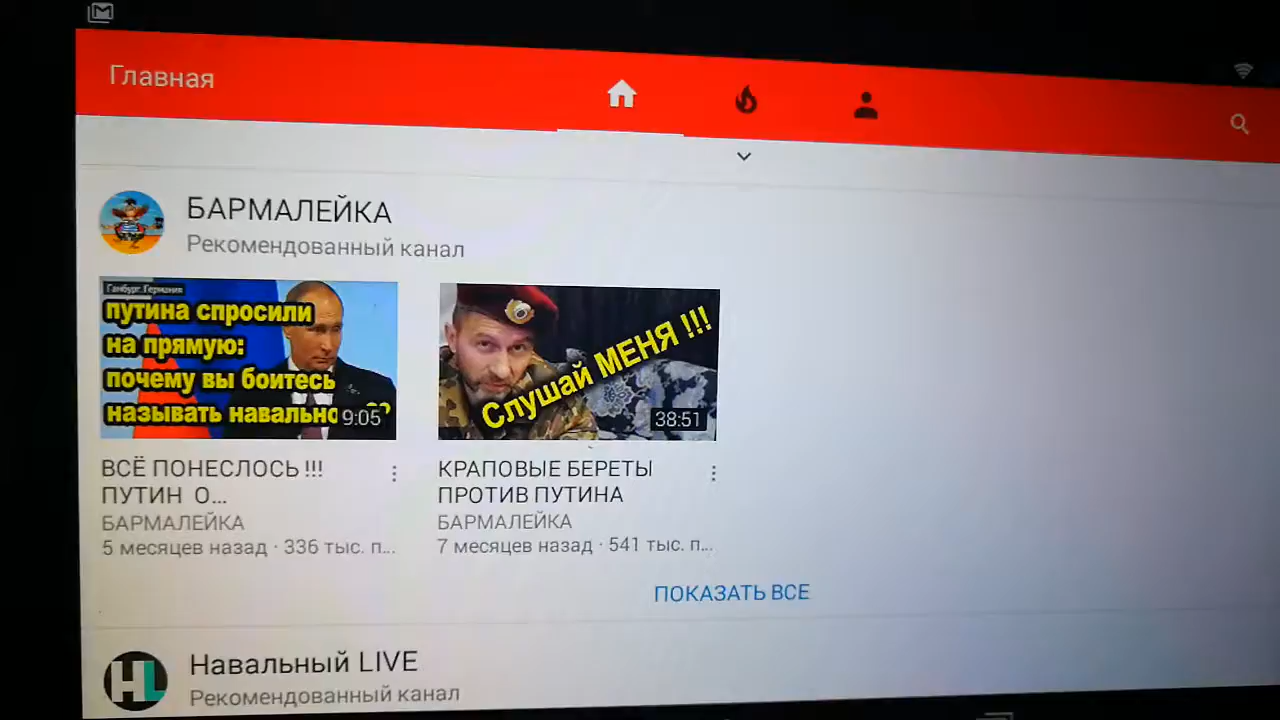 Главная
БАРМАЛЕЙКА
Рекомендованный канал
Гамбург. Германия
путина спросили
на прямую:
почему вы боитесь
называть навально
9:05
Слушай МЕНЯ !!!
38:51
ВСЁ ПОНЕСЛОСЬ !!!
ПУТИН О...
БАРМАЛЕЙКА
5 месяцев назад · 336 тыс. п...
КРАПОВЫЕ БЕРЕТЫ
ПРОТИВ ПУТИНА
БАРМАЛЕЙКА
7 месяцев назад · 541 тыс. п...
ПОКАЗАТЬ ВСЕ
HL
Навальный LIVE
Рекомендованный канал